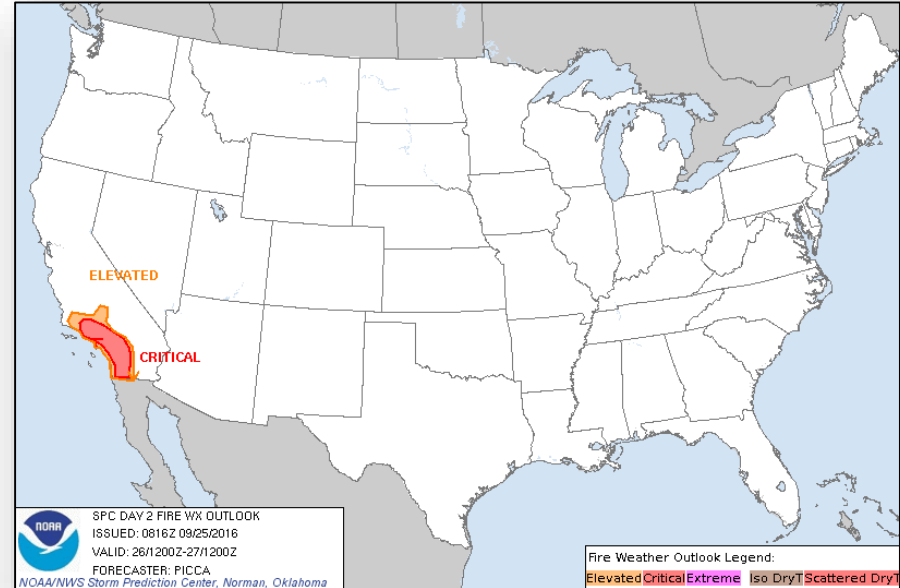 ELEVATED
CRITICAL
NOAA
SPC DAY 2 FIRE WX OUTLOOK
ISSUED: 0816Z 09/25/2016
VALID: 26/1200Z-27/1200Z
FORECASTER: PICCA
NOAA/NWS Storm Prediction Center, Norman, Oklahoma
Fire Weather Outlook Legend:
Elevated Critical Extreme Iso DryT Scattered DryT